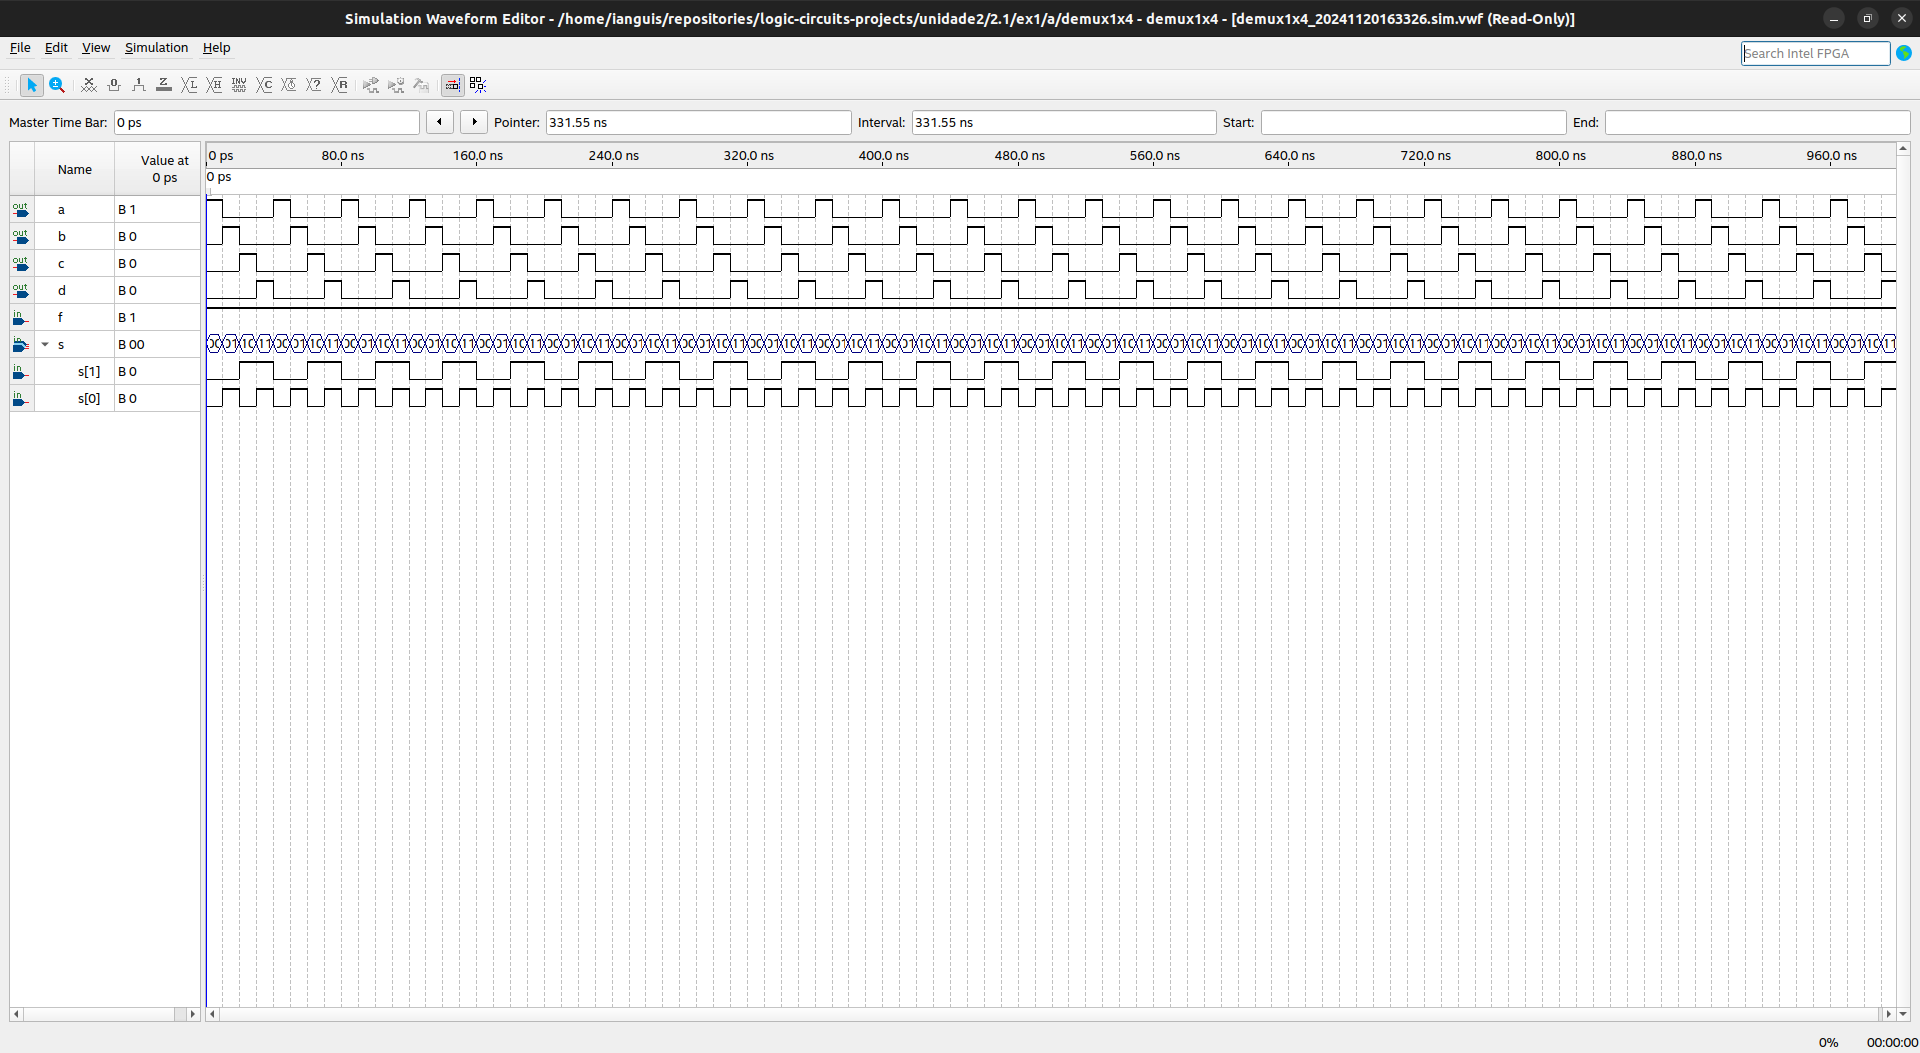 Simulation Waveform Editor - /home/ianguis/repositories/logic-circuits-projects/unidade2/2.1/ex1/a/demux1x4 - demux1x4 - [demux1x4_20241120163326.sim.vwf (Read-Only)]
File Edit View Simulation Help
Search Intel FPGA
Master Time Bar: 0 ps Pointer: 331.55 ns Interval: 331.55 ns Start: End:
Name Value at 0 ps
0 ps 80.0 ns 160.0 ns 240.0 ns 320.0 ns 400.0 ns 480.0 ns 560.0 ns 640.0 ns 720.0 ns 800.0 ns 880.0 ns 960.0 ns
0 ps
out a B 1
out b B 0
out c B 0
out d B 0
in f B 1
in s B 00
in s[1] B 0
in s[0] B 0
0% 00:00:00